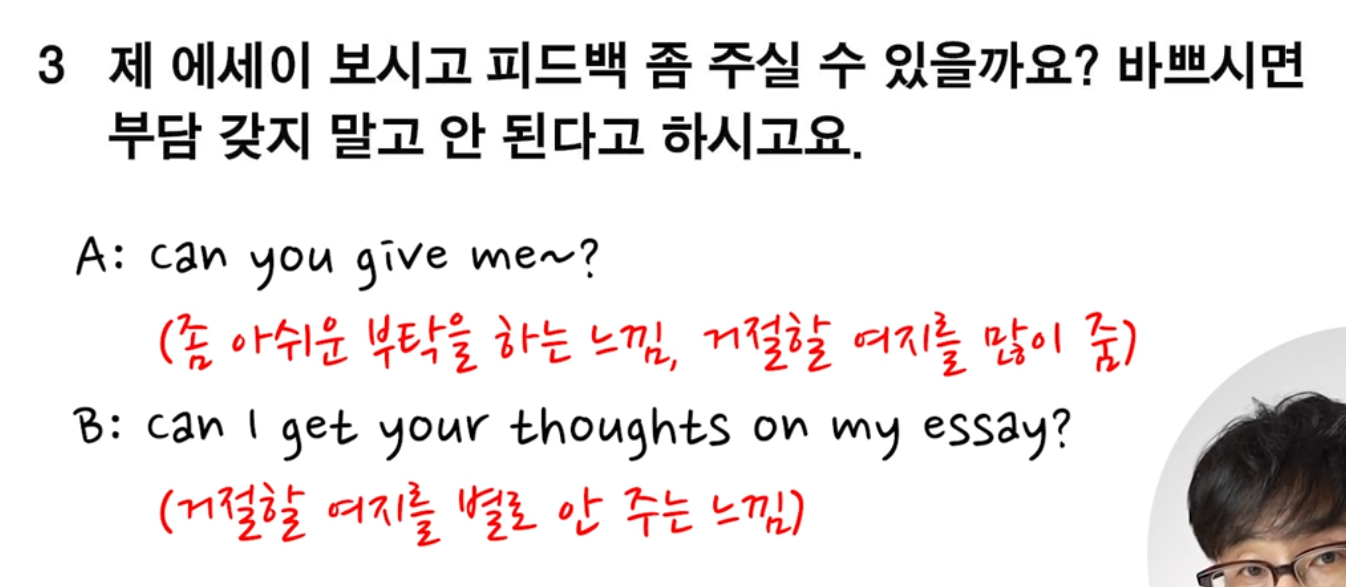 3 제 에세이 보시고 피드백 좀 주실 수 있을까요? 바쁘시면
부담 갖지 말고 안 된다고 하시고요.
A: can you give me~?
(좀 아쉬운 부탁을 하는 느낌, 거절할 여지를 많이 줌)
B: can I get your thoughts on my essay?
(거절할 여지를 별로 안 주는 느낌)